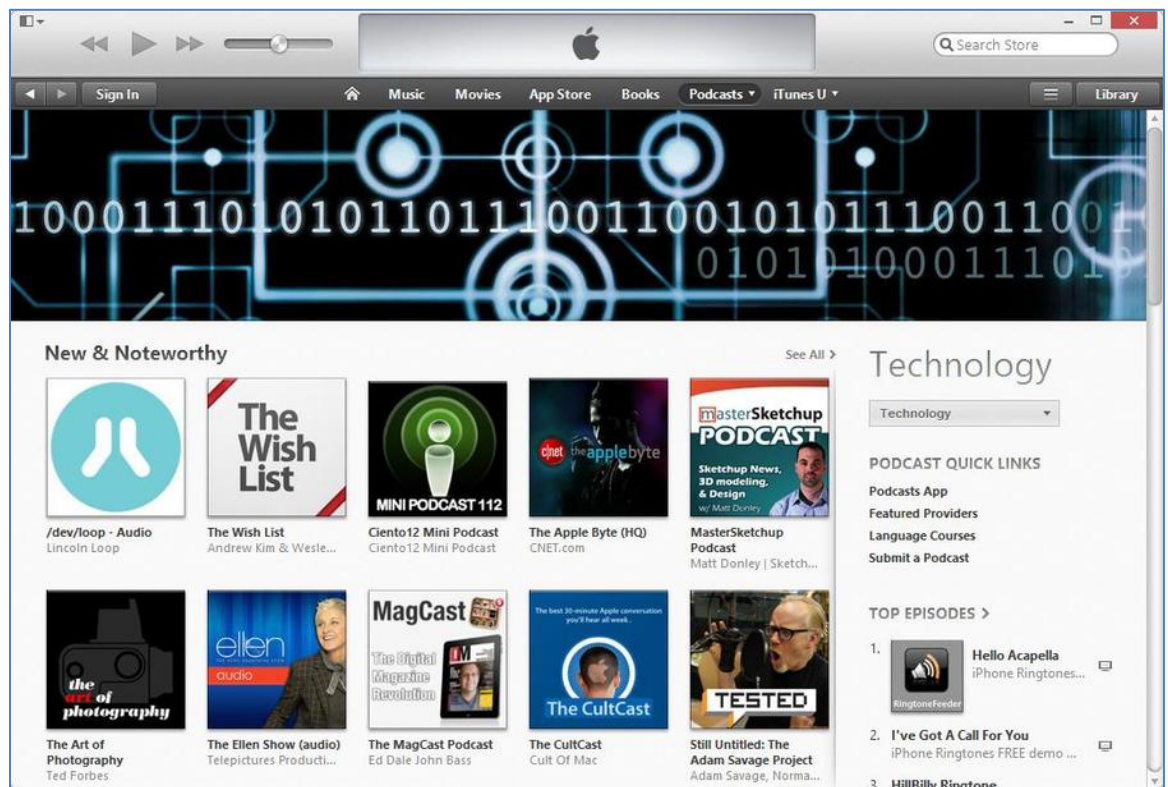 Search Store
Sign In
Music
Movies
App Store
Books
Podcasts
iTunes U
Library
10001110101011011100110010101110011001
010101010001110101
New & Noteworthy
See All >
/dev/loop - Audio
Lincoln Loop
The
Wish
List
The Wish List
Andrew Kim & Wesle...
MINI PODCAST 112
Ciento12 Mini Podcast
Ciento12 Mini Podcast
c|net the applebyte
The Apple Byte (HQ)
CNET.com
masterSketchup
PODCAST
Sketchup News,
3D modeling,
& Design
w/ Matt Donley
MasterSketchup
Podcast
Matt Donley | Sketch...
the
art of
photography
The Art of
Photography
Ted Forbes
ellen
audio
The Ellen Show (audio)
Telepictures Producti...
MagCast
The Digital
Magazine
Revolution
The MagCast Podcast
Ed Dale John Bass
The best 30-minute Apple conversation
you'll hear all week..
The CultCast
The CultCast
Cult Of Mac
TESTED
Still Untitled: The
Adam Savage Project
Adam Savage, Norma...
Technology
Technology
PODCAST QUICK LINKS
Podcasts App
Featured Providers
Language Courses
Submit a Podcast
TOP EPISODES >
1.
RingtoneFeeder
Hello Acapella
iPhone Ringtones...
2. I've Got A Call For You
iPhone Ringtones FREE demo ...
3. HillBilly Ringtone